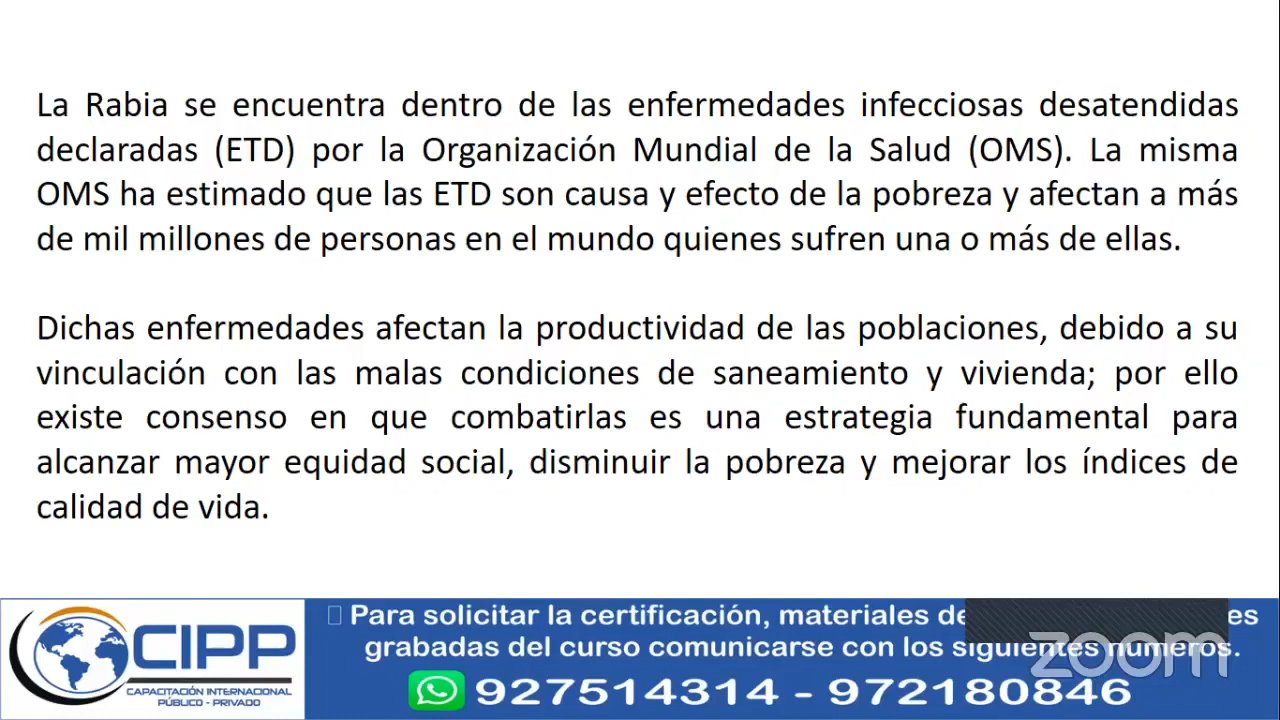 La Rabia se encuentra dentro de las enfermedades infecciosas desatendidas
declaradas (ETD) por la Organización Mundial de la Salud (OMS). La misma
OMS ha estimado que las ETD son causa y efecto de la pobreza y afectan a más
de mil millones de personas en el mundo quienes sufren una o más de ellas.
Dichas enfermedades afectan la productividad de las poblaciones, debido a su
vinculación con las malas condiciones de saneamiento y vivienda; por ello
existe consenso en que combatirlas es una estrategia fundamental para
alcanzar mayor equidad social, disminuir la pobreza y mejorar los índices de
calidad de vida.
CIPP
CAPACITACIÓN INTERNACIONAL
PÚBLICO - PRIVADO
Para solicitar la certificación, materiales
grabadas del curso comunicarse con los siguientes números.
927514314 - 972180846
zoom